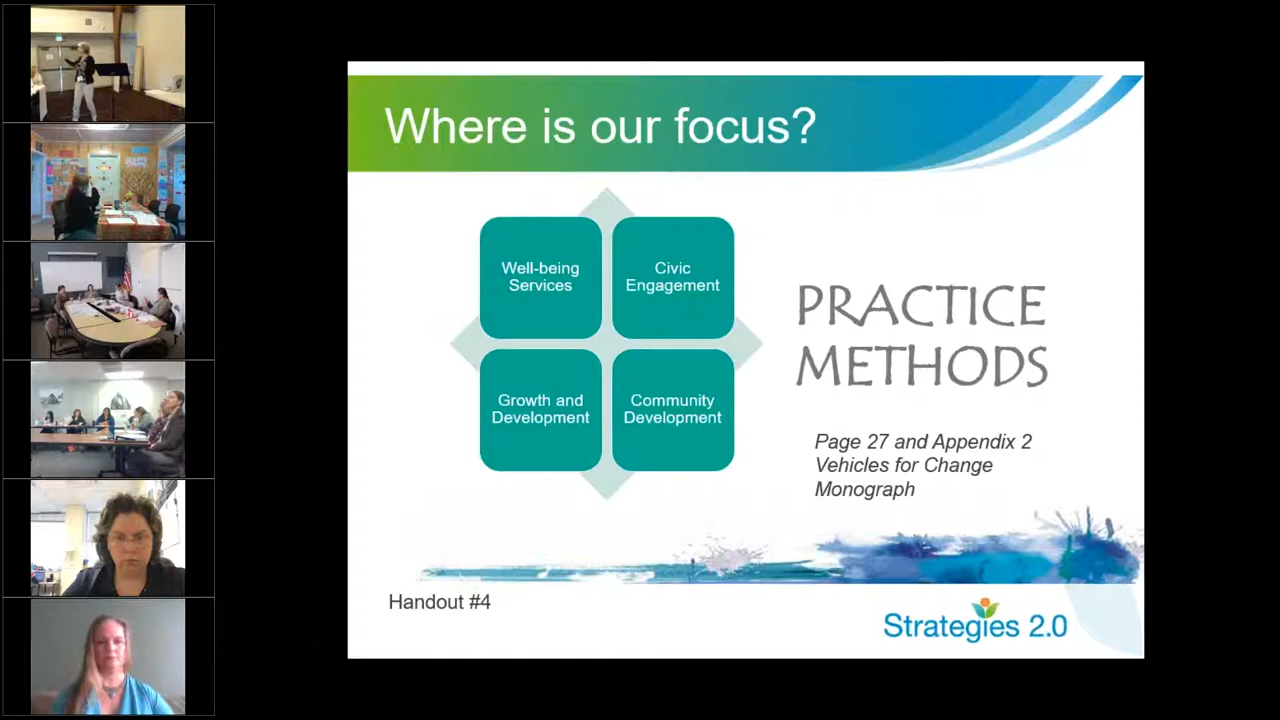 Where is our focus?
Well-being
Services
Civic
Engagement
Growth and
Development
Community
Development
PRACTICE
METHODS
Page 27 and Appendix 2
Vehicles for Change
Monograph
Handout #4
Strategies 2.0